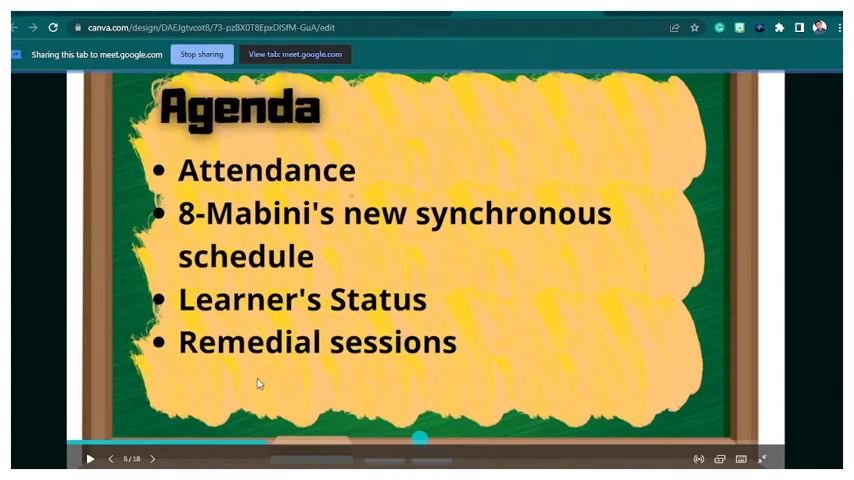 canva.com/design/DAEJgtvcot8/73-pzBX0T8EpxDISfM-GuA/edit
Sharing this tab to meet.google.com
Stop sharing
View tab: meet.google.com
Agenda
• Attendance
• 8-Mabini's new synchronous
schedule
• Learner's Status
• Remedial sessions
5/18